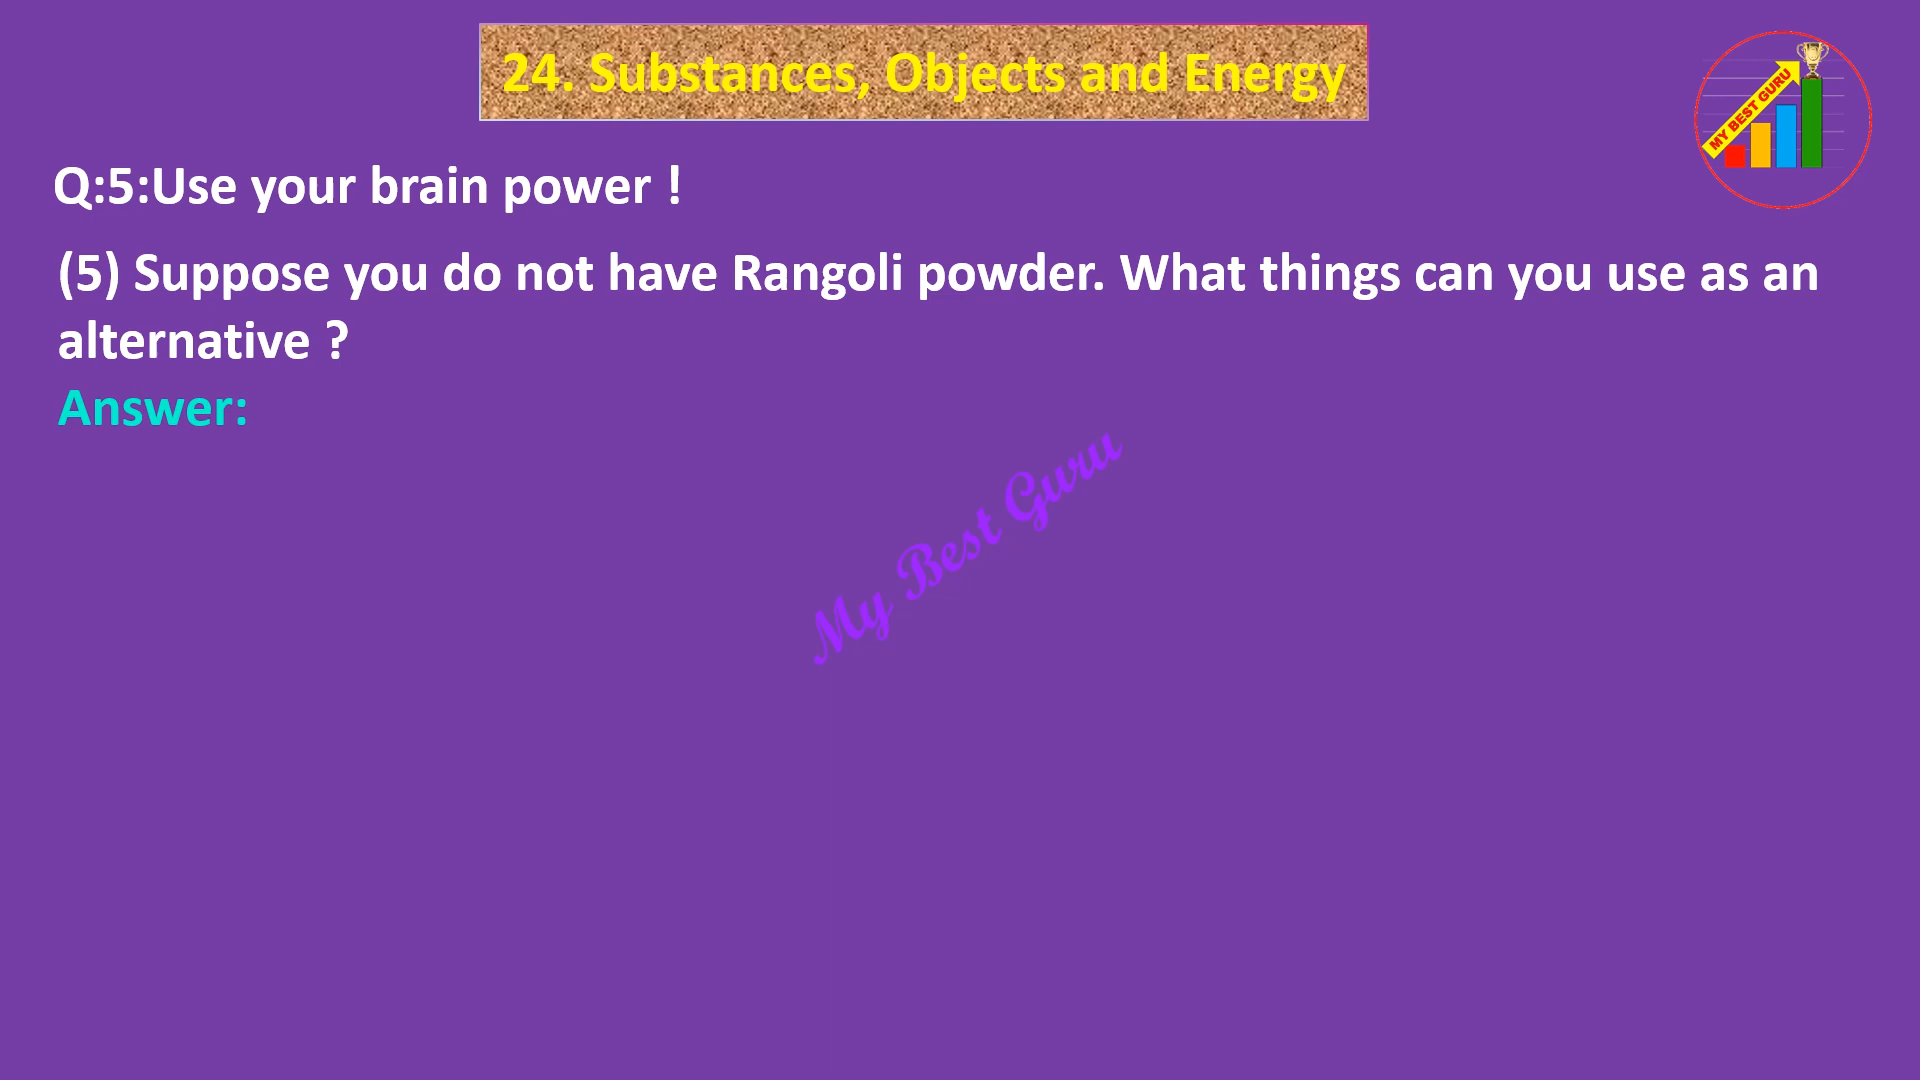 24. Substances, Objects and Energy
MY BEST GURU
Q:5:Use your brain power !
(5) Suppose you do not have Rangoli powder. What things can you use as an
alternative ?
Answer:
My Best Guru